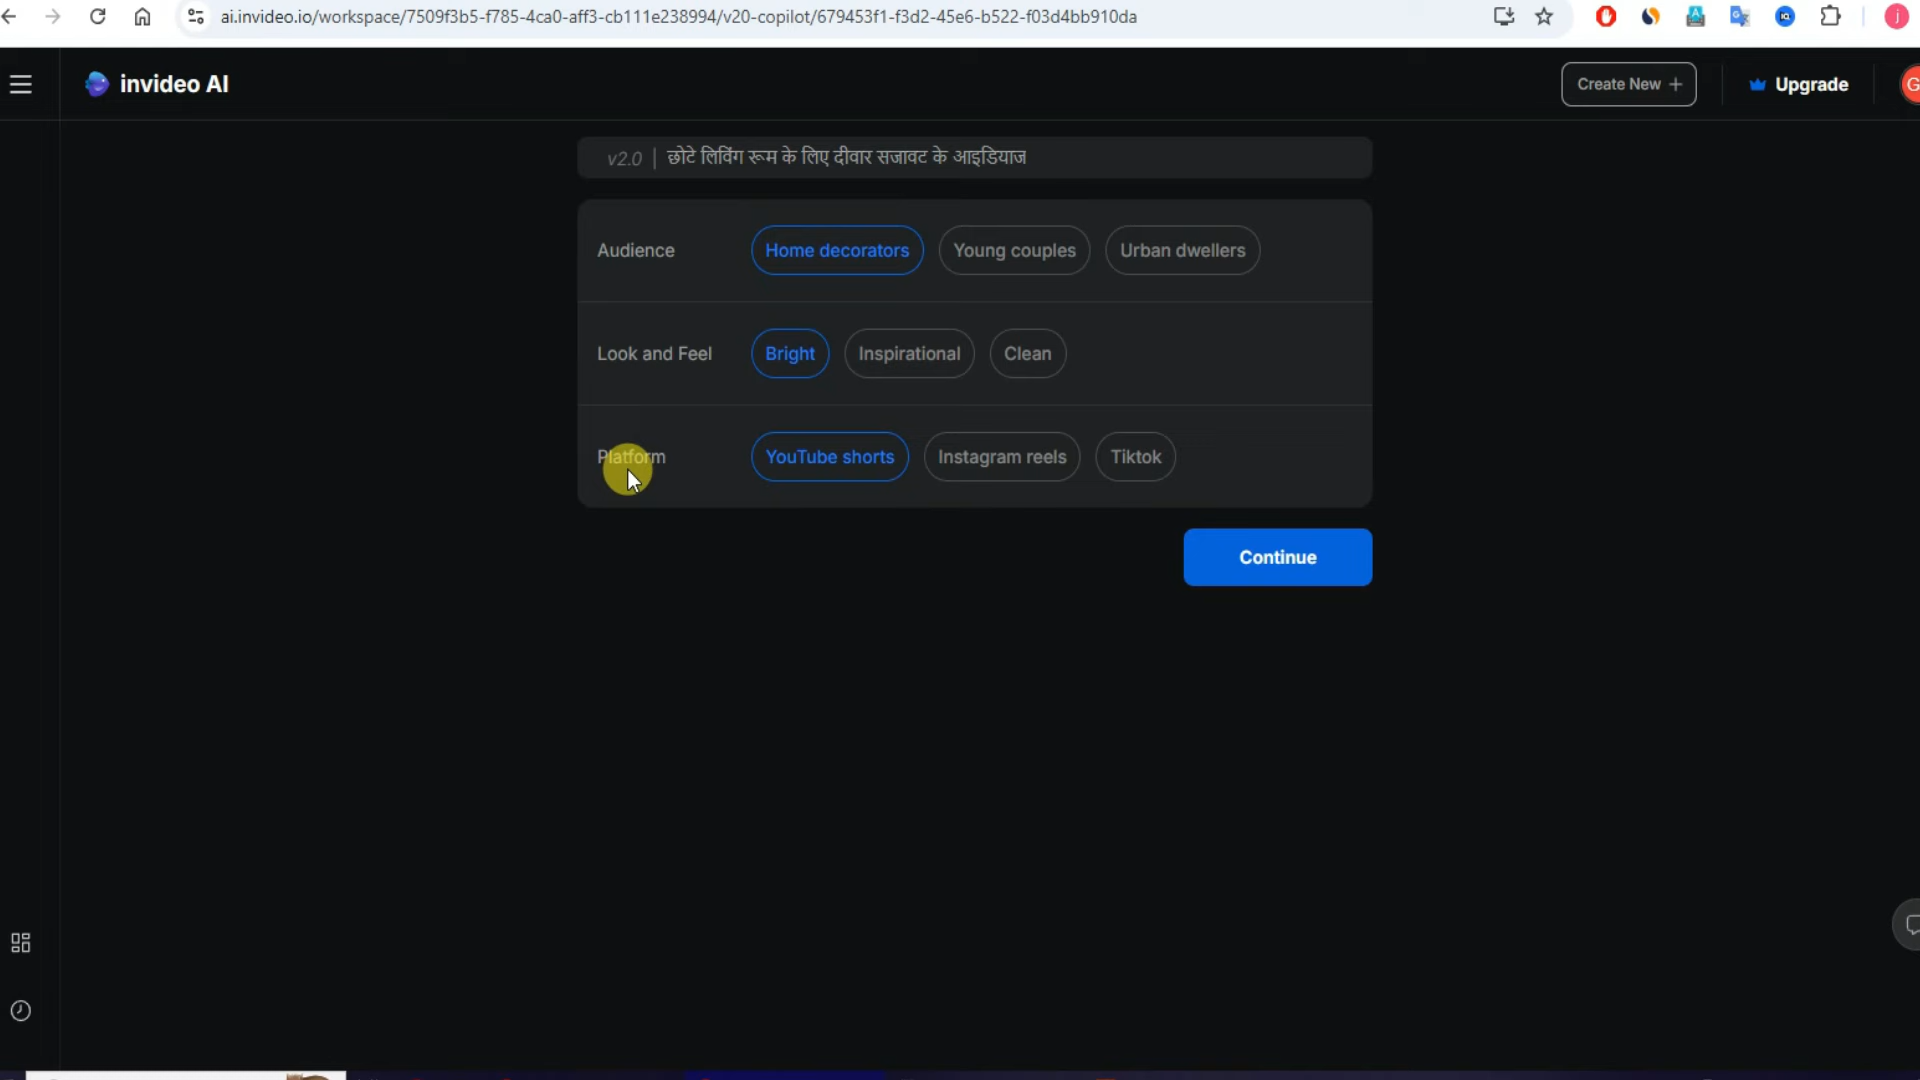 ai.invideo.io/workspace/7509f3b5-f785-4ca0-aff3-cb111e238994/v20-copilot/679453f1-f3d2-45e6-b522-f03d4bb910da
j
invideo AI
Create New +
Upgrade
G
v2.0 | छोटे लिविंग रूम के लिए दीवार सजावट के आइडियाज
Audience Home decorators Young couples Urban dwellers
Look and Feel Bright Inspirational Clean
Platform YouTube shorts Instagram reels Tiktok
Continue